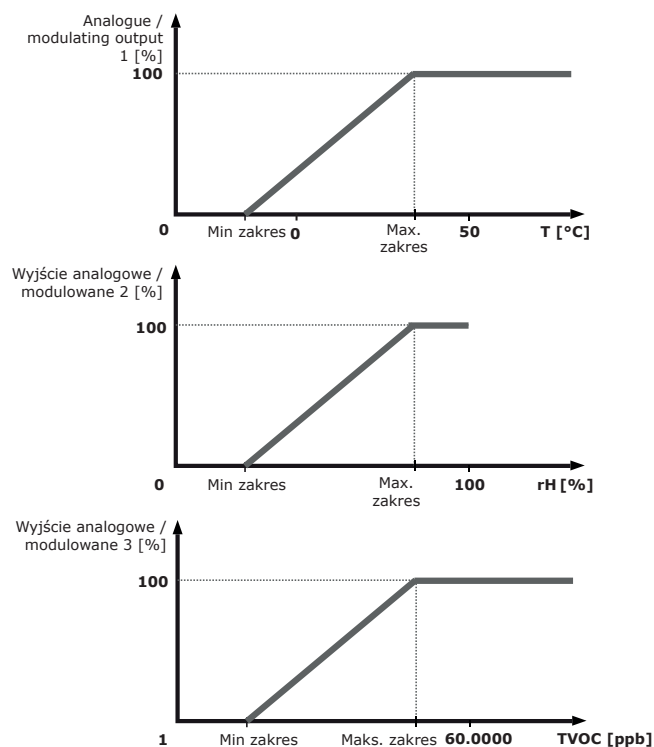 Analogue /
modulating output
1 [%]
100
0
Min zakres
0
Max.
zakres
50
T [°C]
Wyjście analogowe /
modulowane 2 [%]
100
0
Min zakres
Max.
zakres
100
rH [%]
Wyjście analogowe /
modulowane 3 [%]
100
1
Min zakres
Maks. zakres
60.0000
TVOC [ppb]